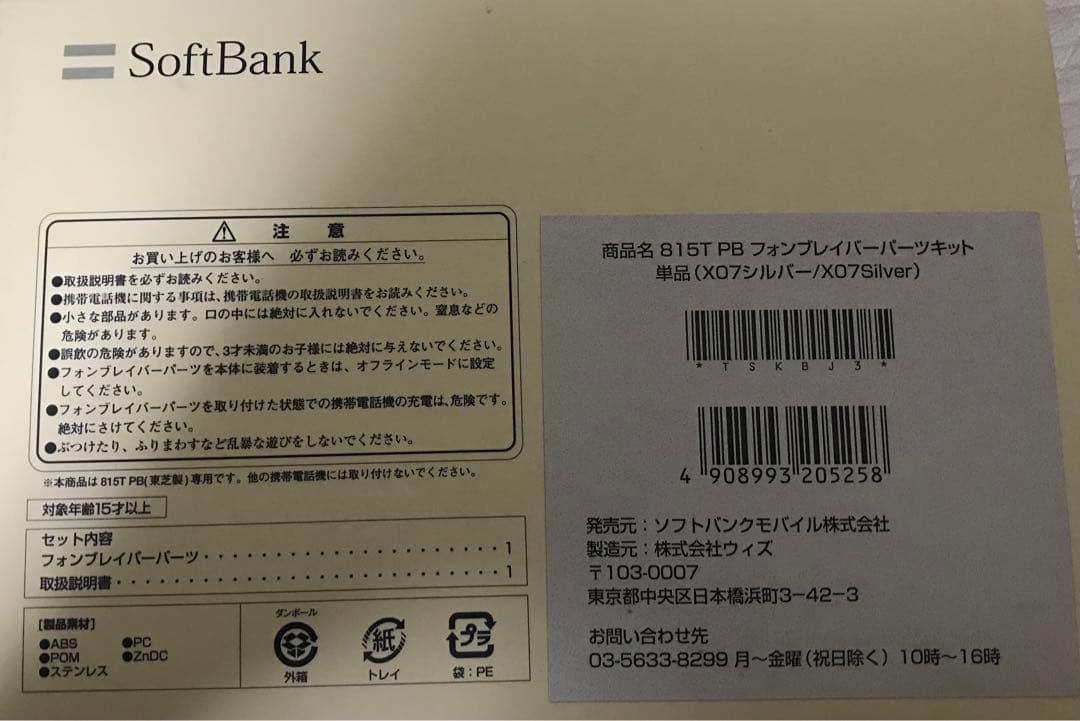 SoftBank
注 意
お買い上げのお客様へ 必ずお読みください。
●取扱説明書を必ずお読みください。
●携帯電話機に関する事項は、携帯電話機の取扱説明書をお読みください。
●小さな部品があります。口の中には絶対に入れないでください。窒息などの
危険があります。
●誤飲の危険がありますので、3才未満のお子様には絶対に与えないでください。
●フォンブレイバーパーツを本体に装着するときは、オフラインモードに設定
してください。
●フォンブレイバーパーツを取り付けた状態での携帯電話機の充電は、危険です。
絶対にさけてください。
●ぶつけたり、ふりまわすなど乱暴な遊びをしないでください。
※本商品は815T PB(東芝製)専用です。他の携帯電話機には取り付けないでください。
対象年齢15才以上
セット内容
フォンブレイバーパーツ・・・・・・・・・・・・・・・・・・・・・・1
取扱説明書・・・・・・・・・・・・・・・・・・・・・・・・・・・・1
[製品素材]
●ABS ●PC
●POM ●ZnDC
●ステンレス
ダンボール
外箱
紙
トレイ
プラ
袋：PE
商品名 815T PB フォンブレイバーパーツキット
単品（X07シルバー/X07Silver）
*TSKBJ3*
4 908993 205258
発売元：ソフトバンクモバイル株式会社
製造元：株式会社ウィズ
〒103-0007
東京都中央区日本橋浜町3-42-3
お問い合わせ先
03-5633-8299 月～金曜（祝日除く）10時～16時